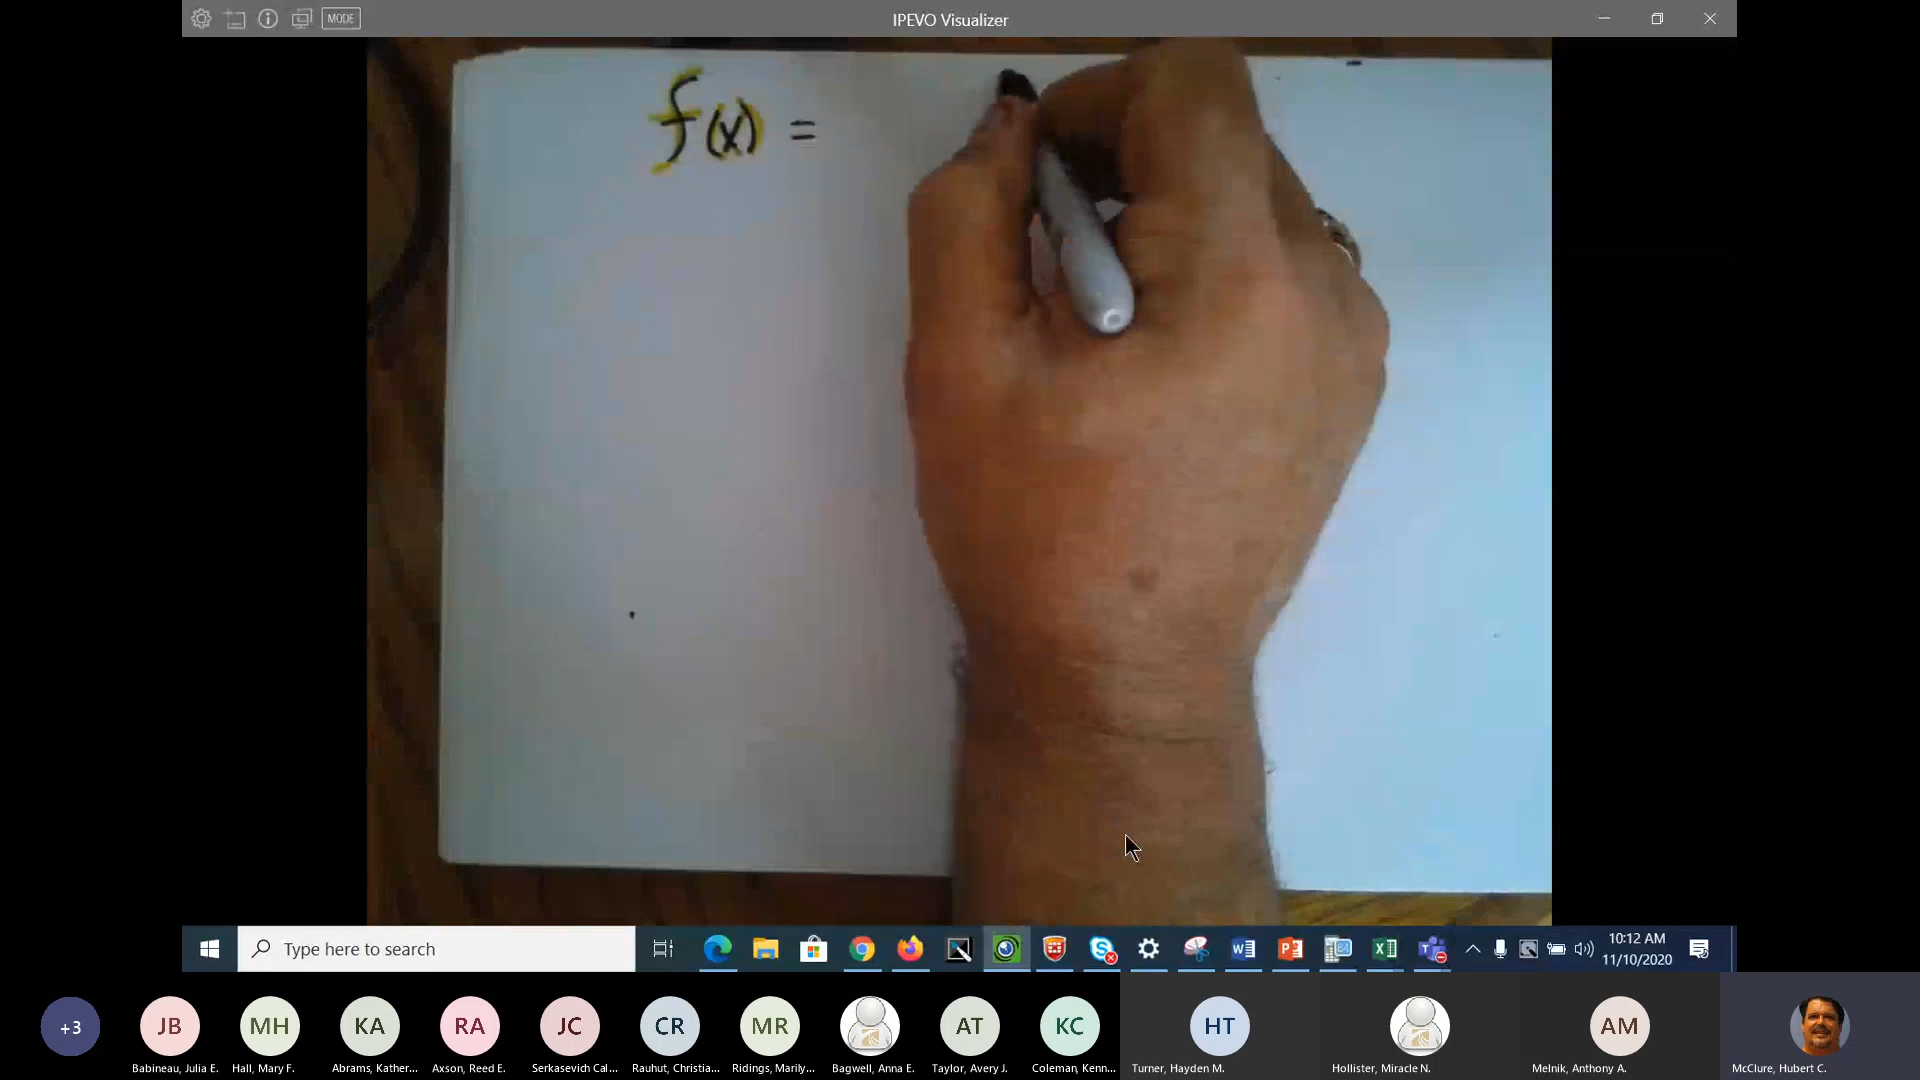 MODE
IPEVO Visualizer
f(x) =
Type here to search
10:12 AM
11/10/2020
+3
JB
MH
KA
RA
JC
CR
MR
AT
KC
HT
AM
Babineau, Julia E.
Hall, Mary F.
Abrams, Kather...
Axson, Reed E.
Serkasevich Cal...
Rauhut, Christia...
Ridings, Marily...
Bagwell, Anna E.
Taylor, Avery J.
Coleman, Kenn...
Turner, Hayden M.
Hollister, Miracle N.
Melnik, Anthony A.
McClure, Hubert C.